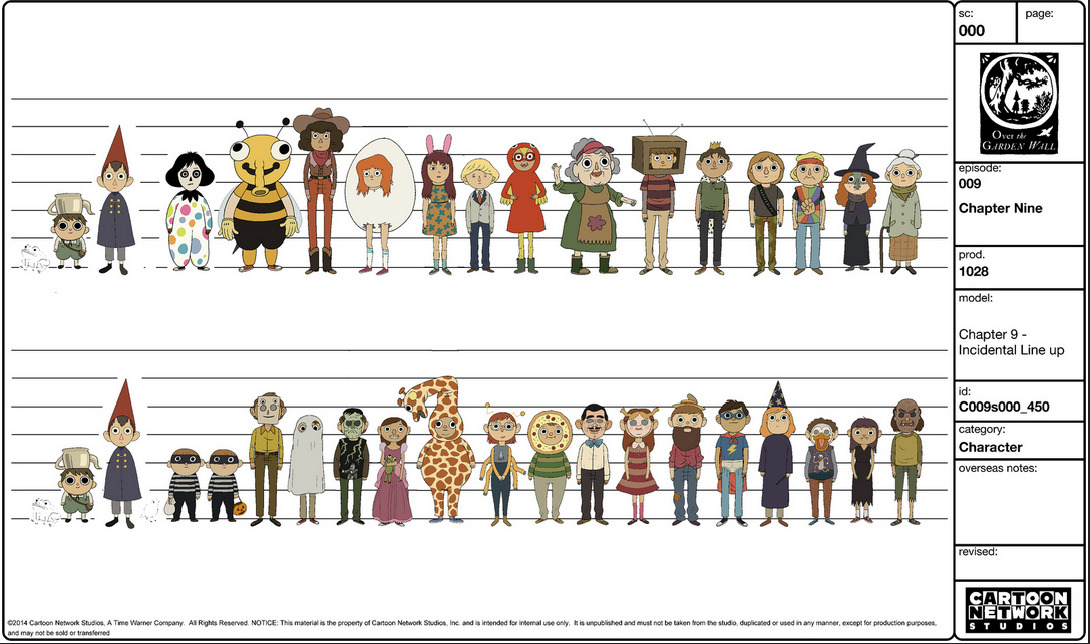 sc:
000
page:
Over the
GARDEN WALL
episode:
009
Chapter Nine
prod.
1028
model:
Chapter 9 -
Incidental Line up
id:
C009s000_450
category:
Character
overseas notes:
revised:
CARTOON
NETWORK
STUDIOS
©2014 Cartoon Network Studios, A Time Warner Company.  All Rights Reserved. NOTICE: This material is the property of Cartoon Network Studios, Inc. and is intended for internal use only.  It is unpublished and must not be taken from the studio, duplicated or used in any manner, except for production purposes,
and may not be sold or transferred